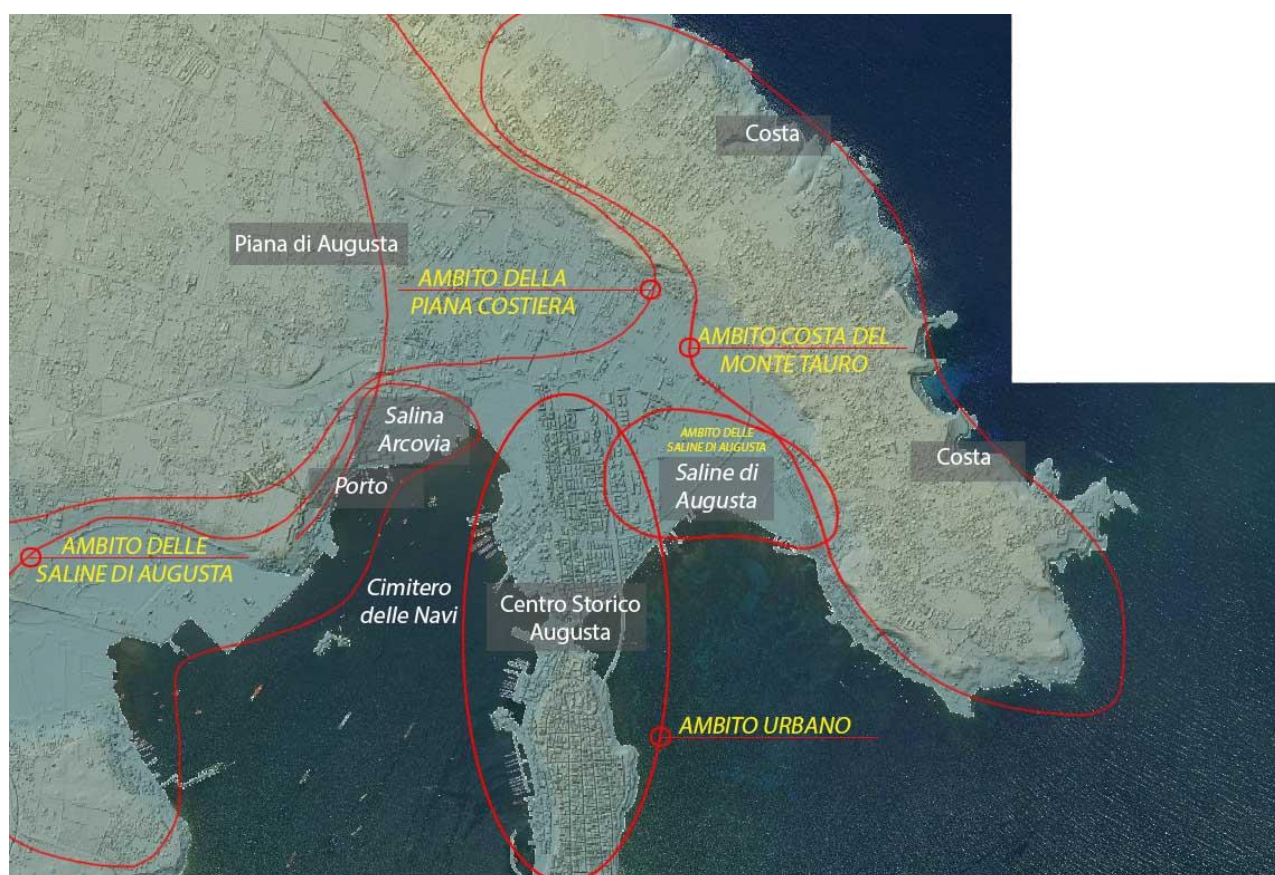 Costa
Piana di Augusta
AMBITO DELLA
PIANA COSTIERA
AMBITO COSTA DEL
MONTE TAURO
Salina
Arcovia
AMBITO DELLE
SALINE DI AUGUSTA
Saline di
Augusta
Costa
Porto
AMBITO DELLE
SALINE DI AUGUSTA
Cimitero
delle Navi
Centro Storico
Augusta
AMBITO URBANO